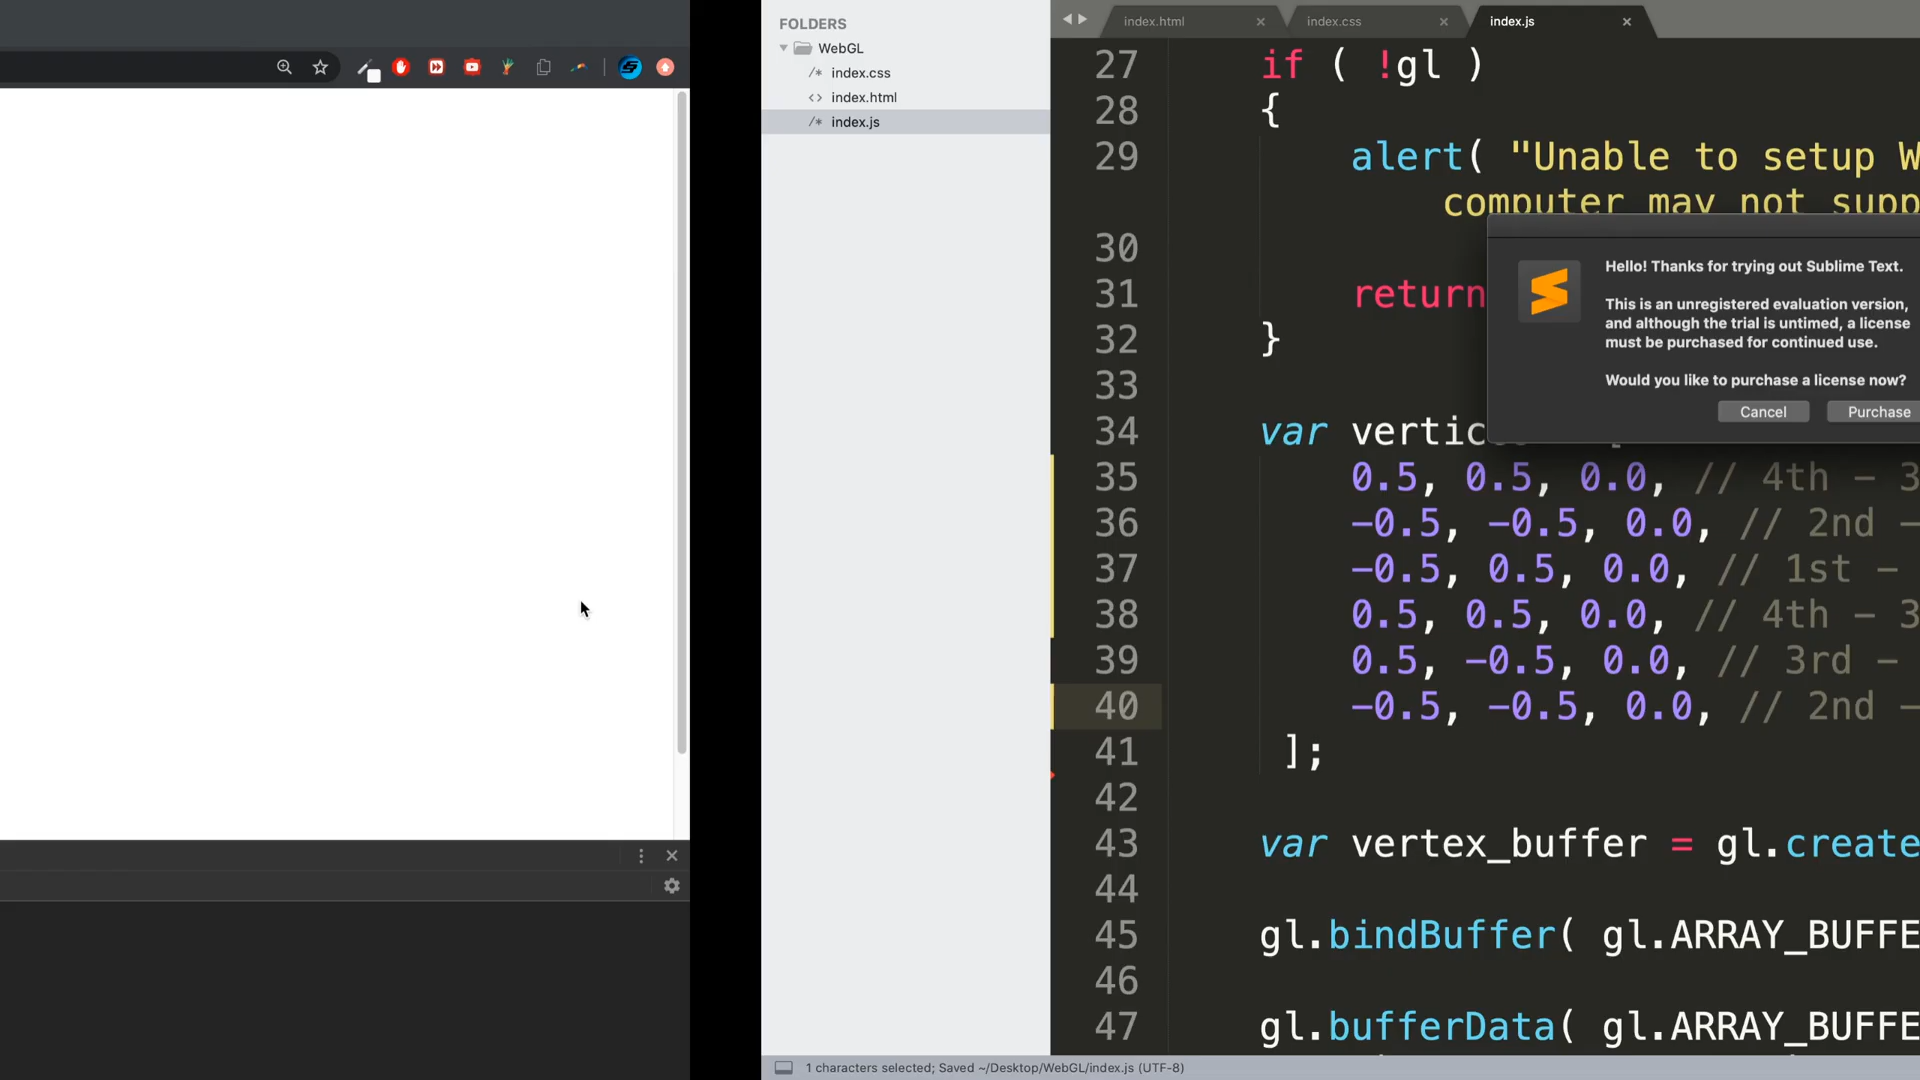 FOLDERS
WebGL
/* index.css
<> index.html
/* index.js
index.html ×
index.css ×
index.js ×
27 if ( !gl )
28 {
29 alert( "Unable to setup W
computer may not supp
30
31 return
32 }
33
34 var vertic
35 0.5, 0.5, 0.0, // 4th – 3
36 –0.5, –0.5, 0.0, // 2nd –
37 –0.5, 0.5, 0.0, // 1st –
38 0.5, 0.5, 0.0, // 4th – 3
39 0.5, –0.5, 0.0, // 3rd –
40 –0.5, –0.5, 0.0, // 2nd –
41 ];
42
43 var vertex_buffer = gl.create
44
45 gl.bindBuffer( gl.ARRAY_BUFFE
46
47 gl.bufferData( gl.ARRAY_BUFFE
Hello! Thanks for trying out Sublime Text.
This is an unregistered evaluation version,
and although the trial is untimed, a license
must be purchased for continued use.
Would you like to purchase a license now?
Cancel Purchase
1 characters selected; Saved ~/Desktop/WebGL/index.js (UTF-8)